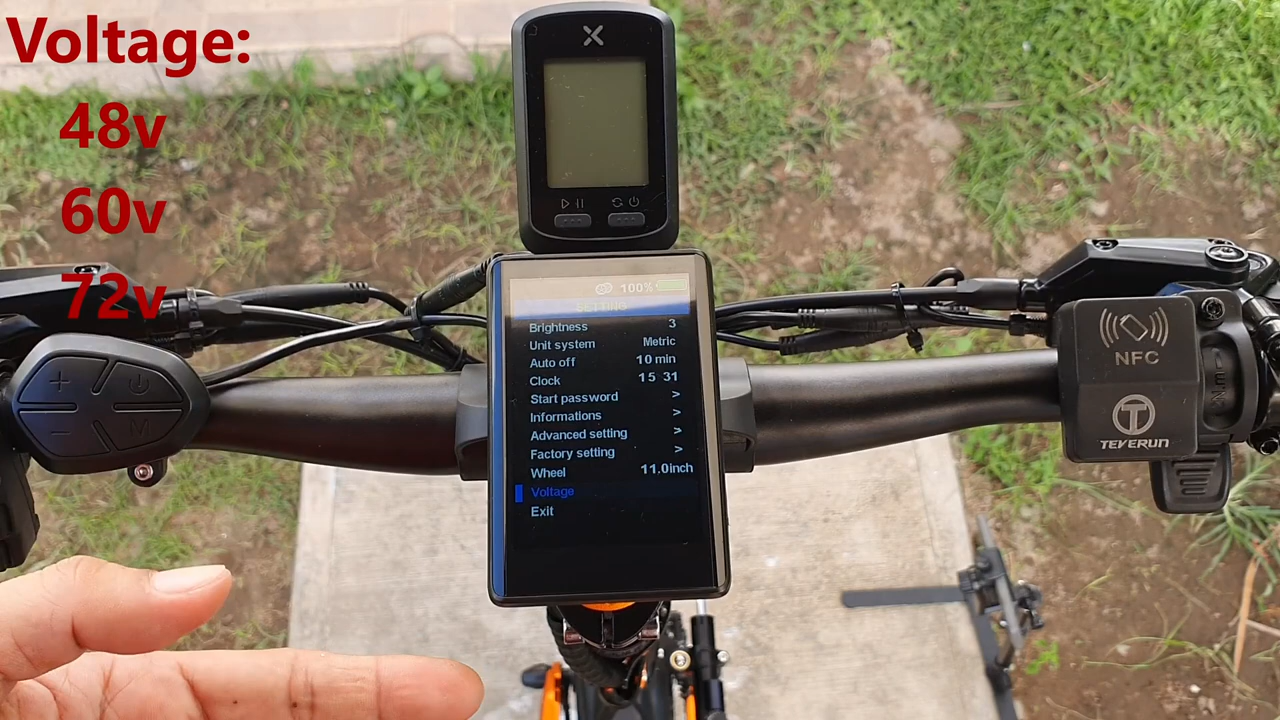 Voltage:
48v
60v
72v
100%
SETTING
Brightness 3
Unit system Metric
Auto off 10 min
Clock 15 31
Start password >
Informations >
Advanced setting >
Factory setting >
Wheel 11.0inch
Voltage
Exit
M
NFC
TEVERUN